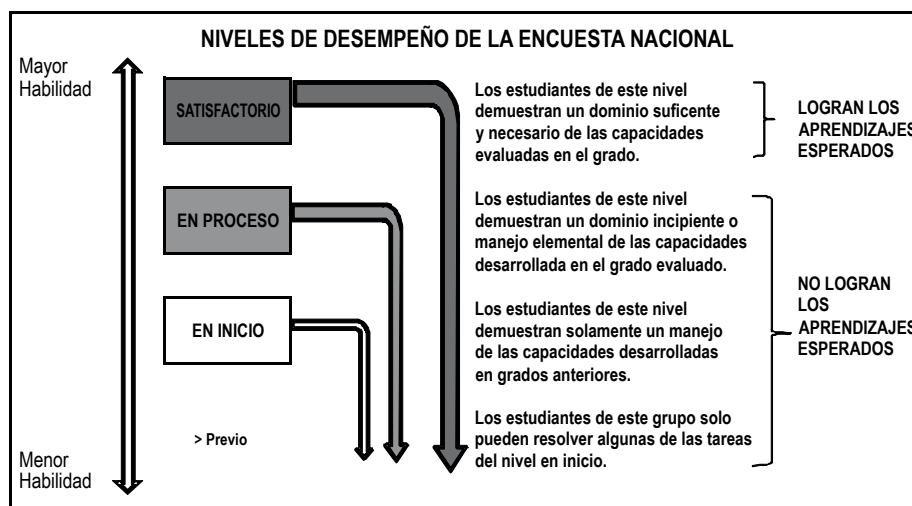 NIVELES DE DESEMPEÑO DE LA ENCUESTA NACIONAL
Mayor
Habilidad
SATISFACTORIO
Los estudiantes de este nivel
demuestran un dominio suficente
y necesario de las capacidades
evaluadas en el grado.
LOGRAN LOS
APRENDIZAJES
ESPERADOS
EN PROCESO
Los estudiantes de este nivel
demuestran un dominio incipiente o
manejo elemental de las capacidades
desarrollada en el grado evaluado.
EN INICIO
Los estudiantes de este nivel
demuestran solamente un manejo
de las capacidades desarrolladas
en grados anteriores.
NO LOGRAN
LOS
APRENDIZAJES
ESPERADOS
> Previo
Los estudiantes de este grupo solo
pueden resolver algunas de las tareas
del nivel en inicio.
Menor
Habilidad